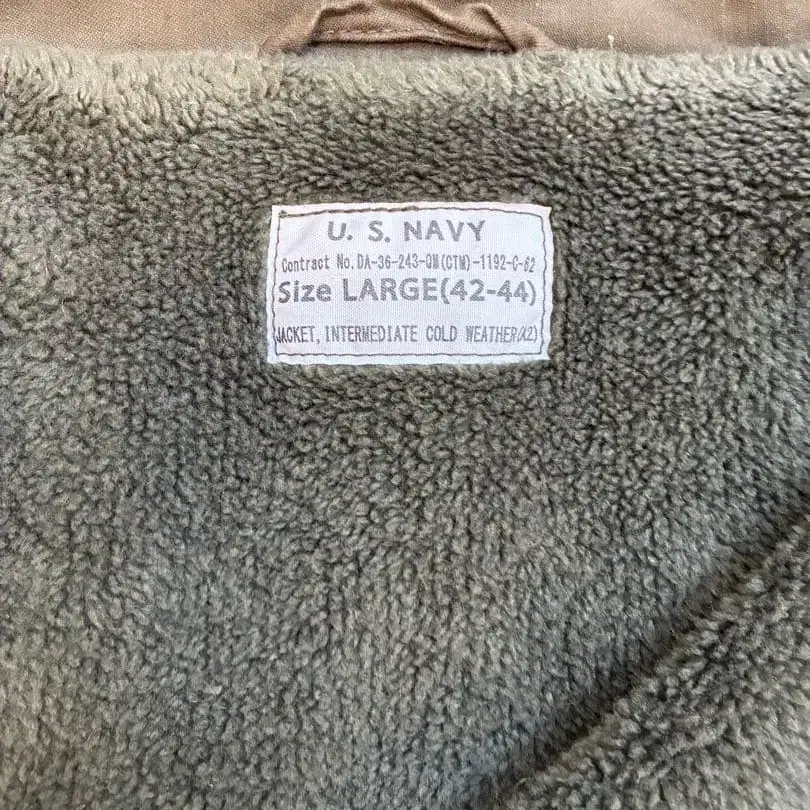 U. S. NAVY
Contract No. DA-36-243-QM(CTM)-1192-C-62
Size LARGE(42-44)
JACKET, INTERMEDIATE COLD WEATHER(A2)